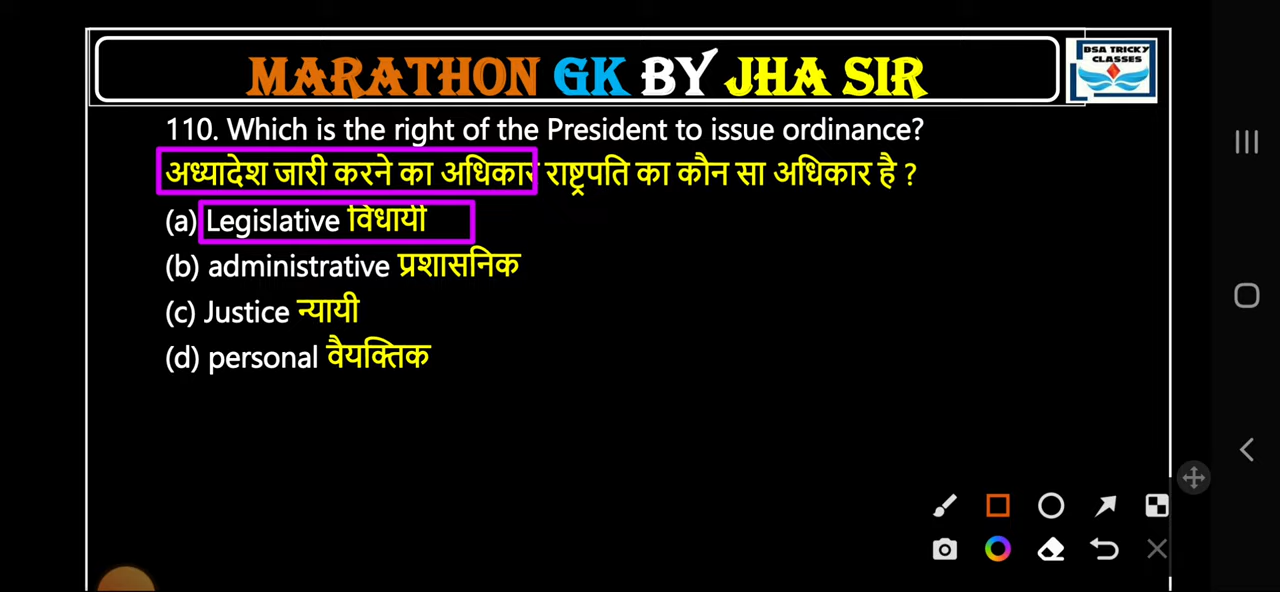 MARATHON GK BY JHA SIR
DSA TRICKY
CLASSES
110. Which is the right of the President to issue ordinance?
अध्यादेश जारी करने का अधिकार राष्ट्रपति का कौन सा अधिकार है ?
(a) Legislative विधायी
(b) administrative प्रशासनिक
(c) Justice न्यायी
(d) personal वैयक्तिक